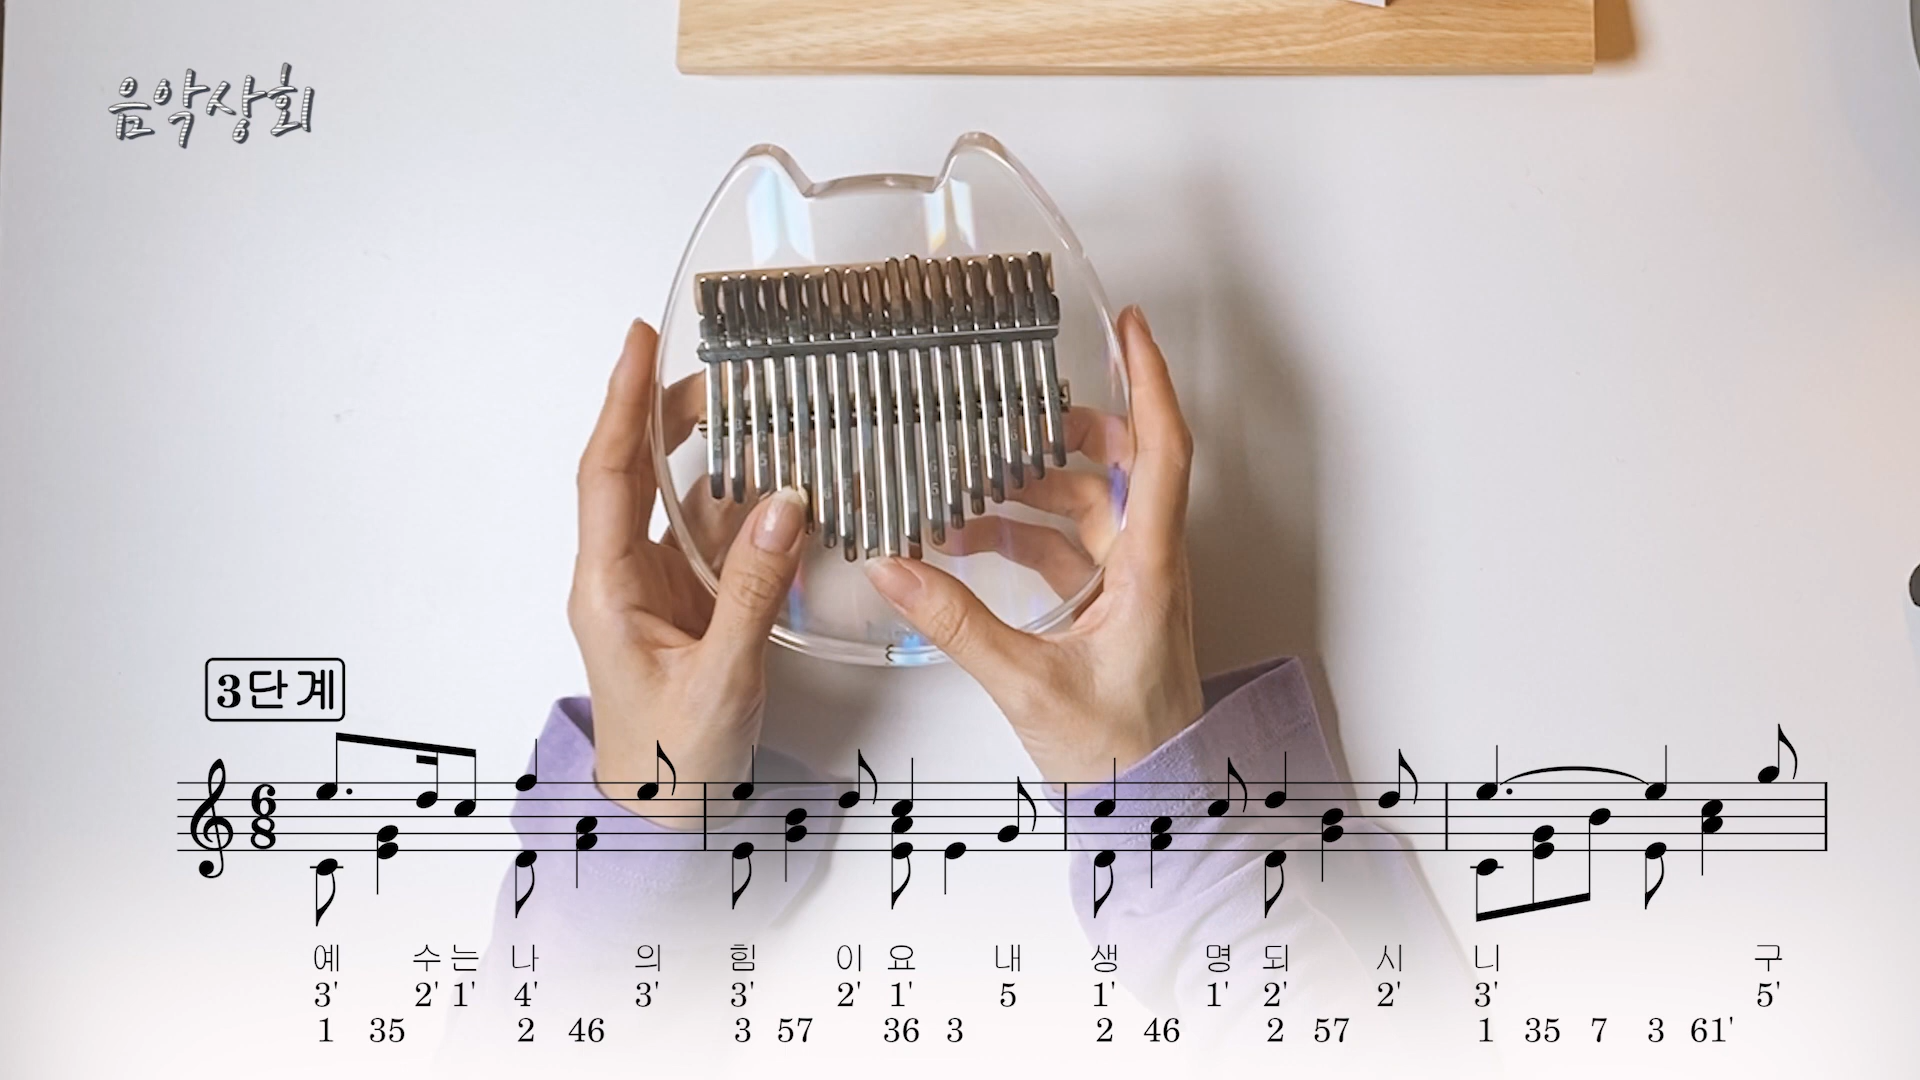 음악상회
3단계
6
8
예 수 는 나 의 힘 이 요 내 생 명 되 시 니 구
3' 2' 1' 4' 3' 3' 2' 1' 5 1' 1' 2' 2' 3' 5'
1 35 2 46 3 57 36 3 2 46 2 57 1 35 7 3 61'